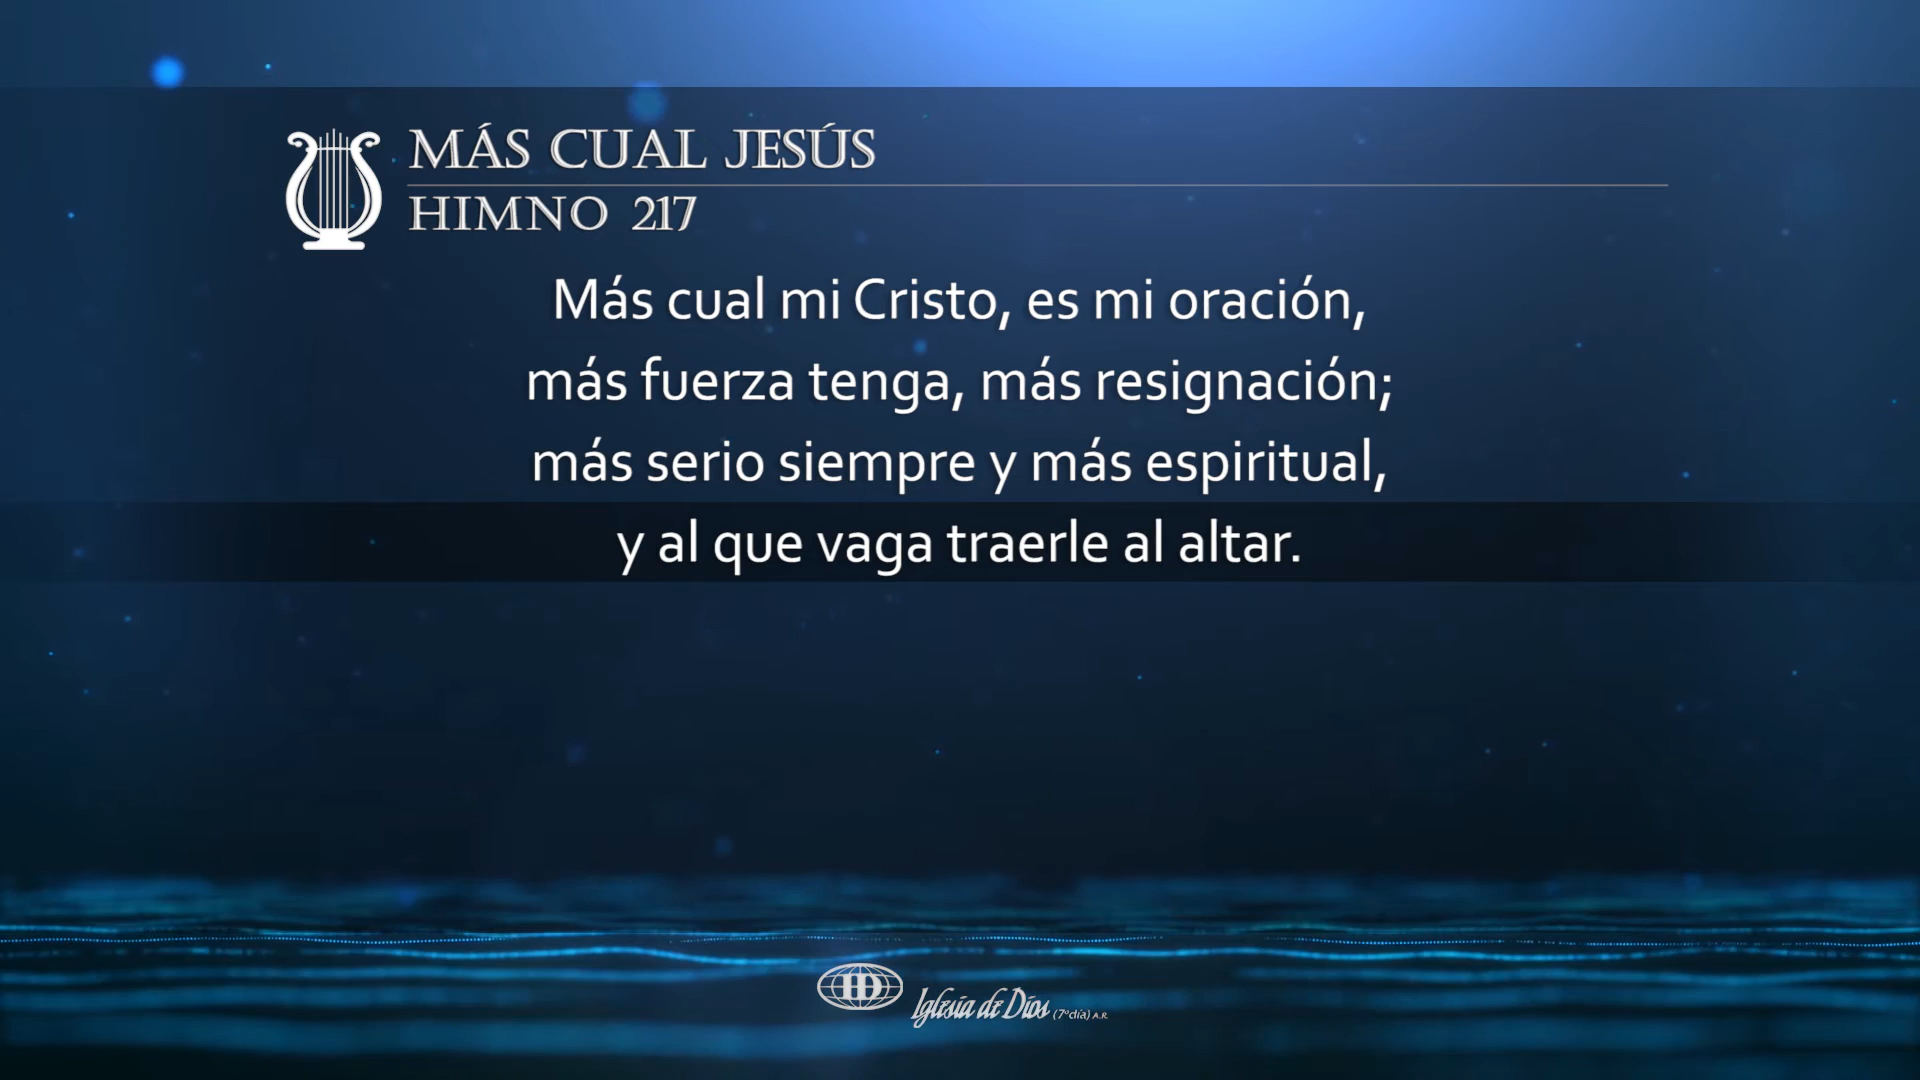 MÁS CUAL JESÚS
HIMNO 217
Más cual mi Cristo, es mi oración,
más fuerza tenga, más resignación;
más serio siempre y más espiritual,
y al que vaga traerle al altar.
ID
Iglesia de Dios (7º día) A.R.